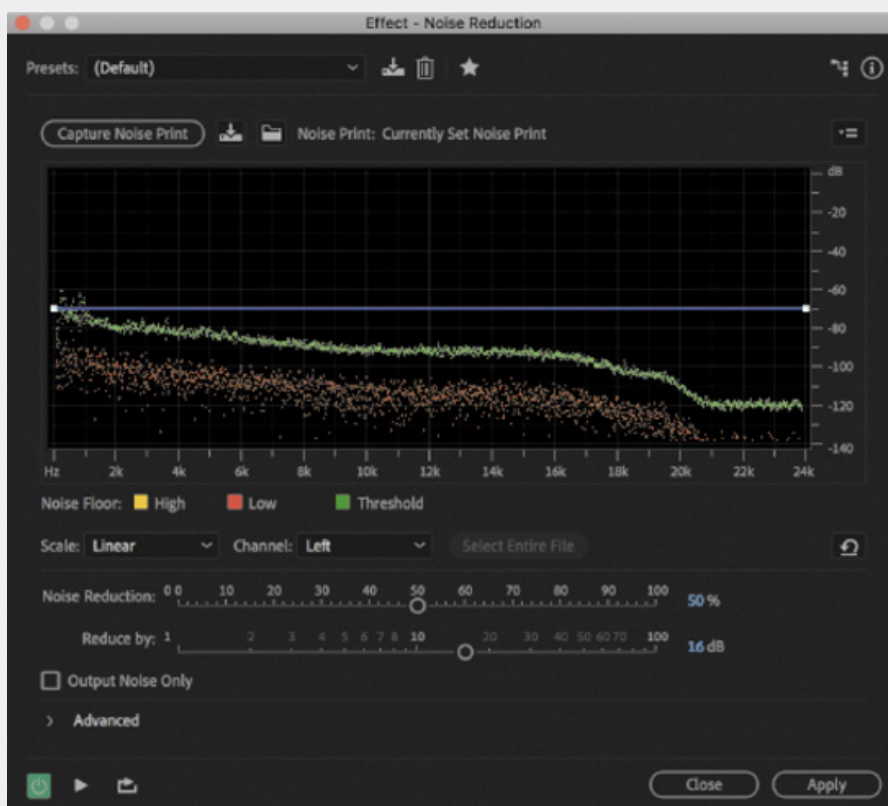 Effect - Noise Reduction
Presets: (Default)
Capture Noise Print Noise Print: Currently Set Noise Print
dB
-20
-40
-60
-80
-100
-120
-140
Hz 2k 4k 6k 8k 10k 12k 14k 16k 18k 20k 22k 24k
Noise Floor: High Low Threshold
Scale: Linear Channel: Left Select Entire File
Noise Reduction: 0 0 10 20 30 40 50 60 70 80 90 100 50 %
Reduce by: 1 2 3 4 5 6 7 8 10 20 30 40 50 60 70 100 16 dB
Output Noise Only
Advanced
Close Apply